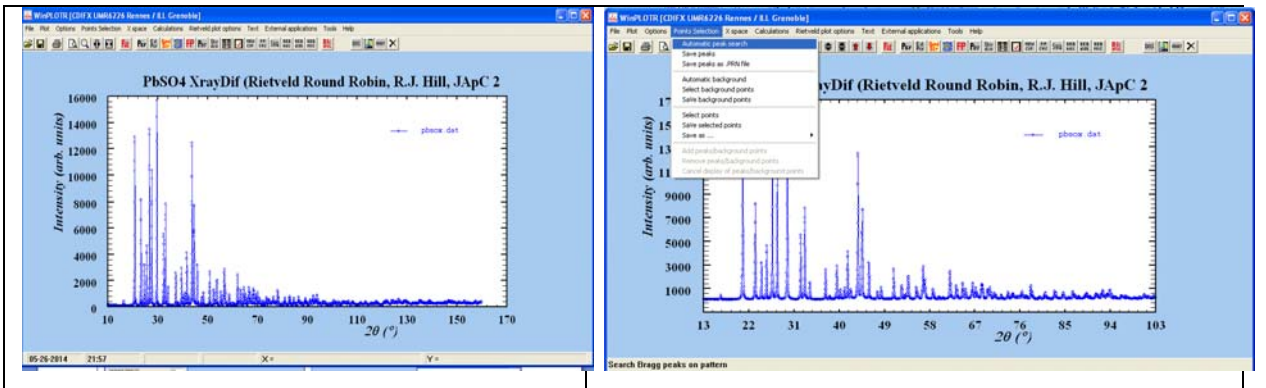 WinPLOTR [CDIFX UMR6226 Rennes / ILL Grenoble]
File Plot Options Points Selection X space Calculations Rietveld plot options Text External applications Tools Help
PbSO4 XrayDif (Rietveld Round Robin, R.J. Hill, JApC 2
Intensity (arb. units)
16000
14000
12000
10000
8000
6000
4000
2000
0
pbsox.dat
10 30 50 70 90 110 130 150 170
2θ (°)
05-26-2014 21:57 X = Y =
WinPLOTR [CDIFX UMR6226 Rennes / ILL Grenoble]
File Plot Options Points Selection X space Calculations Rietveld plot options Text External applications Tools Help
Automatic peak search
Save peaks
Save peaks as .PRN file
Automatic background
Select background points
Save background points
Select points
Save selected points
Save as ...
Add peaks/background points
Remove peaks/background points
Cancel display of peaks/background points
ayDif (Rietveld Round Robin, R.J. Hill, JApC 2
Intensity (arb. units)
17
15
13
11
9000
7000
5000
3000
1000
pbsox.dat
13 22 31 40 49 58 67 76 85 94 103
2θ (°)
Search Bragg peaks on pattern